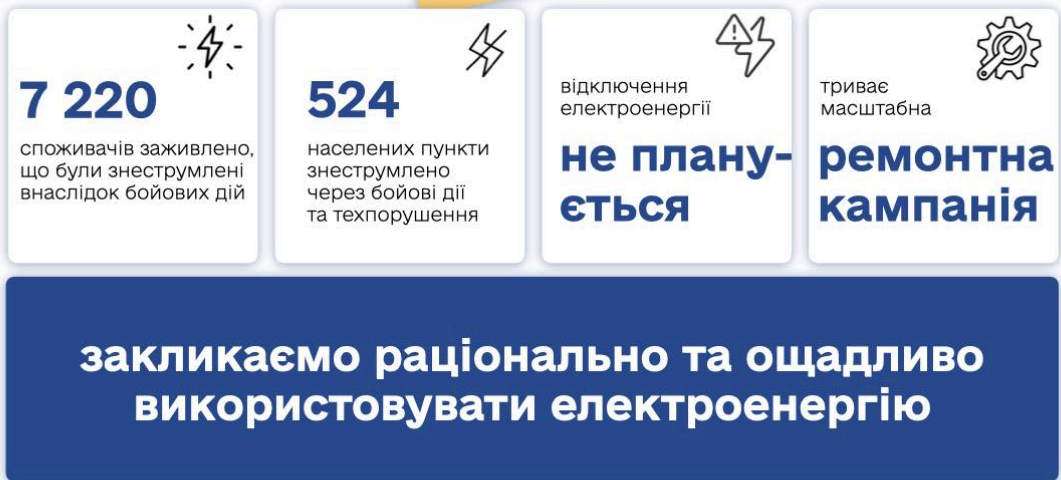 7 220
споживачів заживлено,
що були знеструмлені
внаслідок бойових дій
524
населених пункти
знеструмлено
через бойові дії
та техпорушення
відключення
електроенергії
не плану-
ється
триває
масштабна
ремонтна
кампанія
закликаємо раціонально та ощадливо
використовувати електроенергію